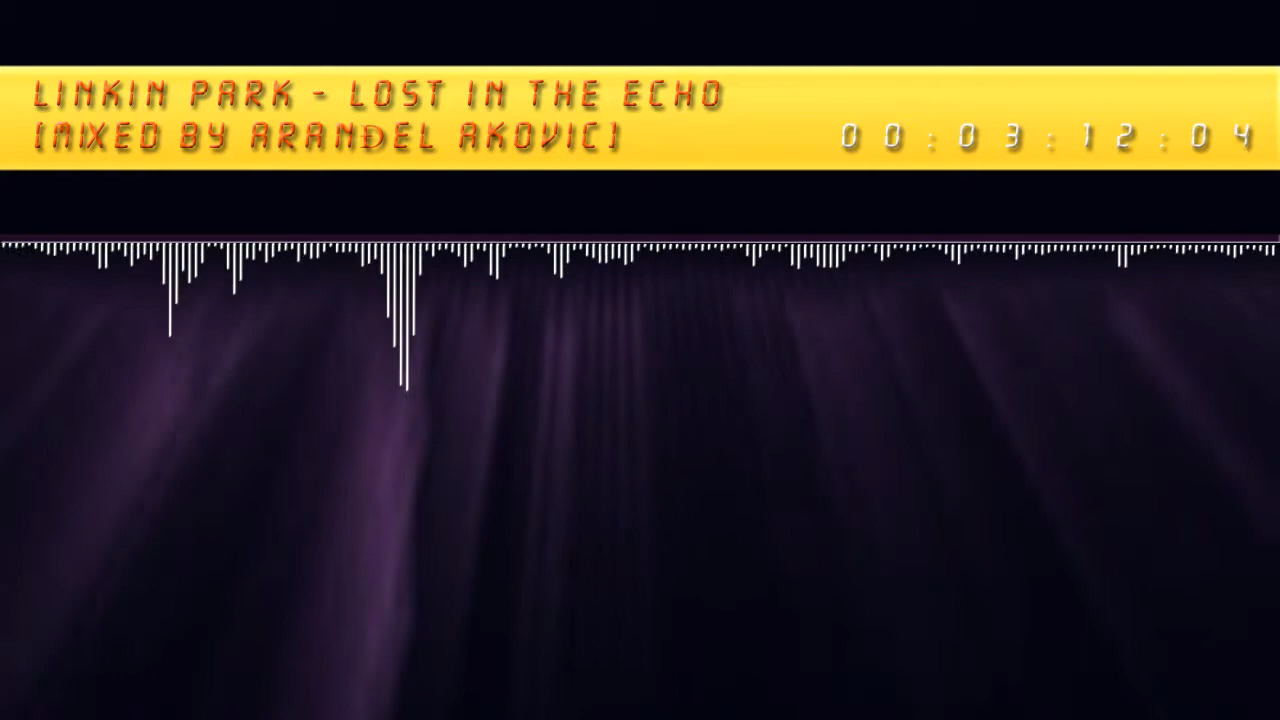 LINKIN PARK - LOST IN THE ECHO
[MIXED BY ARANĐEL AKOVIC]
00:03:12:04